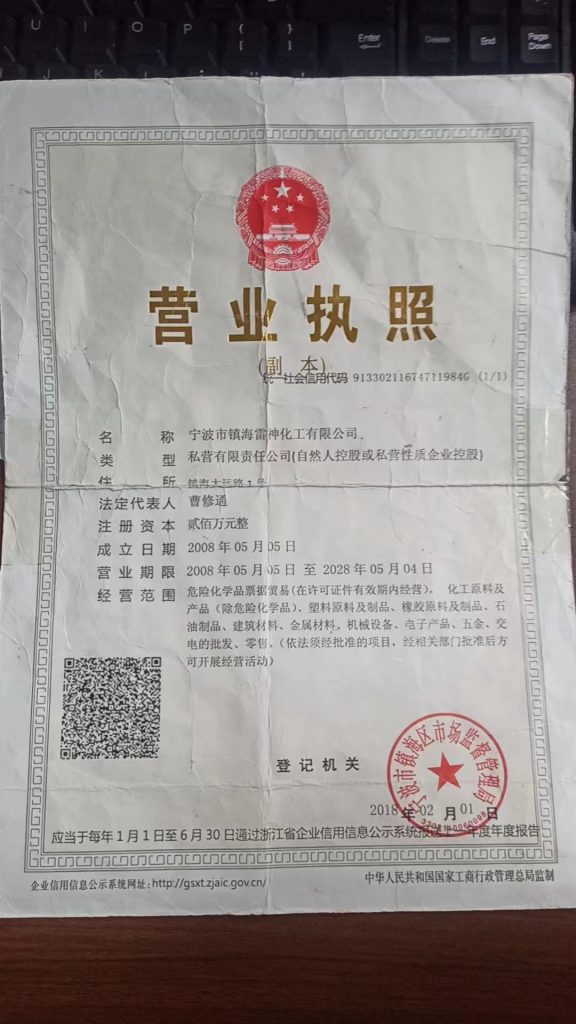 U I O P { [ } ] Enter Delete End Page Down
J K L
营业执照
(副 本)
统一社会信用代码 91330211674711984G (1/1)
名 称 宁波市镇海雷神化工有限公司
类 型 私营有限责任公司(自然人控股或私营性质企业控股)
住 所 镇海大运路1号
法定代表人 曹修通
注册资本 贰佰万元整
成立日期 2008年05月05日
营业期限 2008年05月05日 至 2028年05月04日
经营范围 危险化学品票据贸易(在许可证件有效期内经营)。 化工原料及
产品(除危险化学品)、塑料原料及制品、橡胶原料及制品、石
油制品、建筑材料、金属材料、机械设备、电子产品、五金、交
电的批发、零售。(依法须经批准的项目,经相关部门批准后方
可开展经营活动)
登记机关
宁波市镇海区市场监督管理局
2018年02月01日
应当于每年1月1日至6月30日通过浙江省企业信用信息公示系统报送上一年度年度报告
企业信用信息公示系统网址:http://gsxt.zjaic.gov.cn/
中华人民共和国国家工商行政管理总局监制